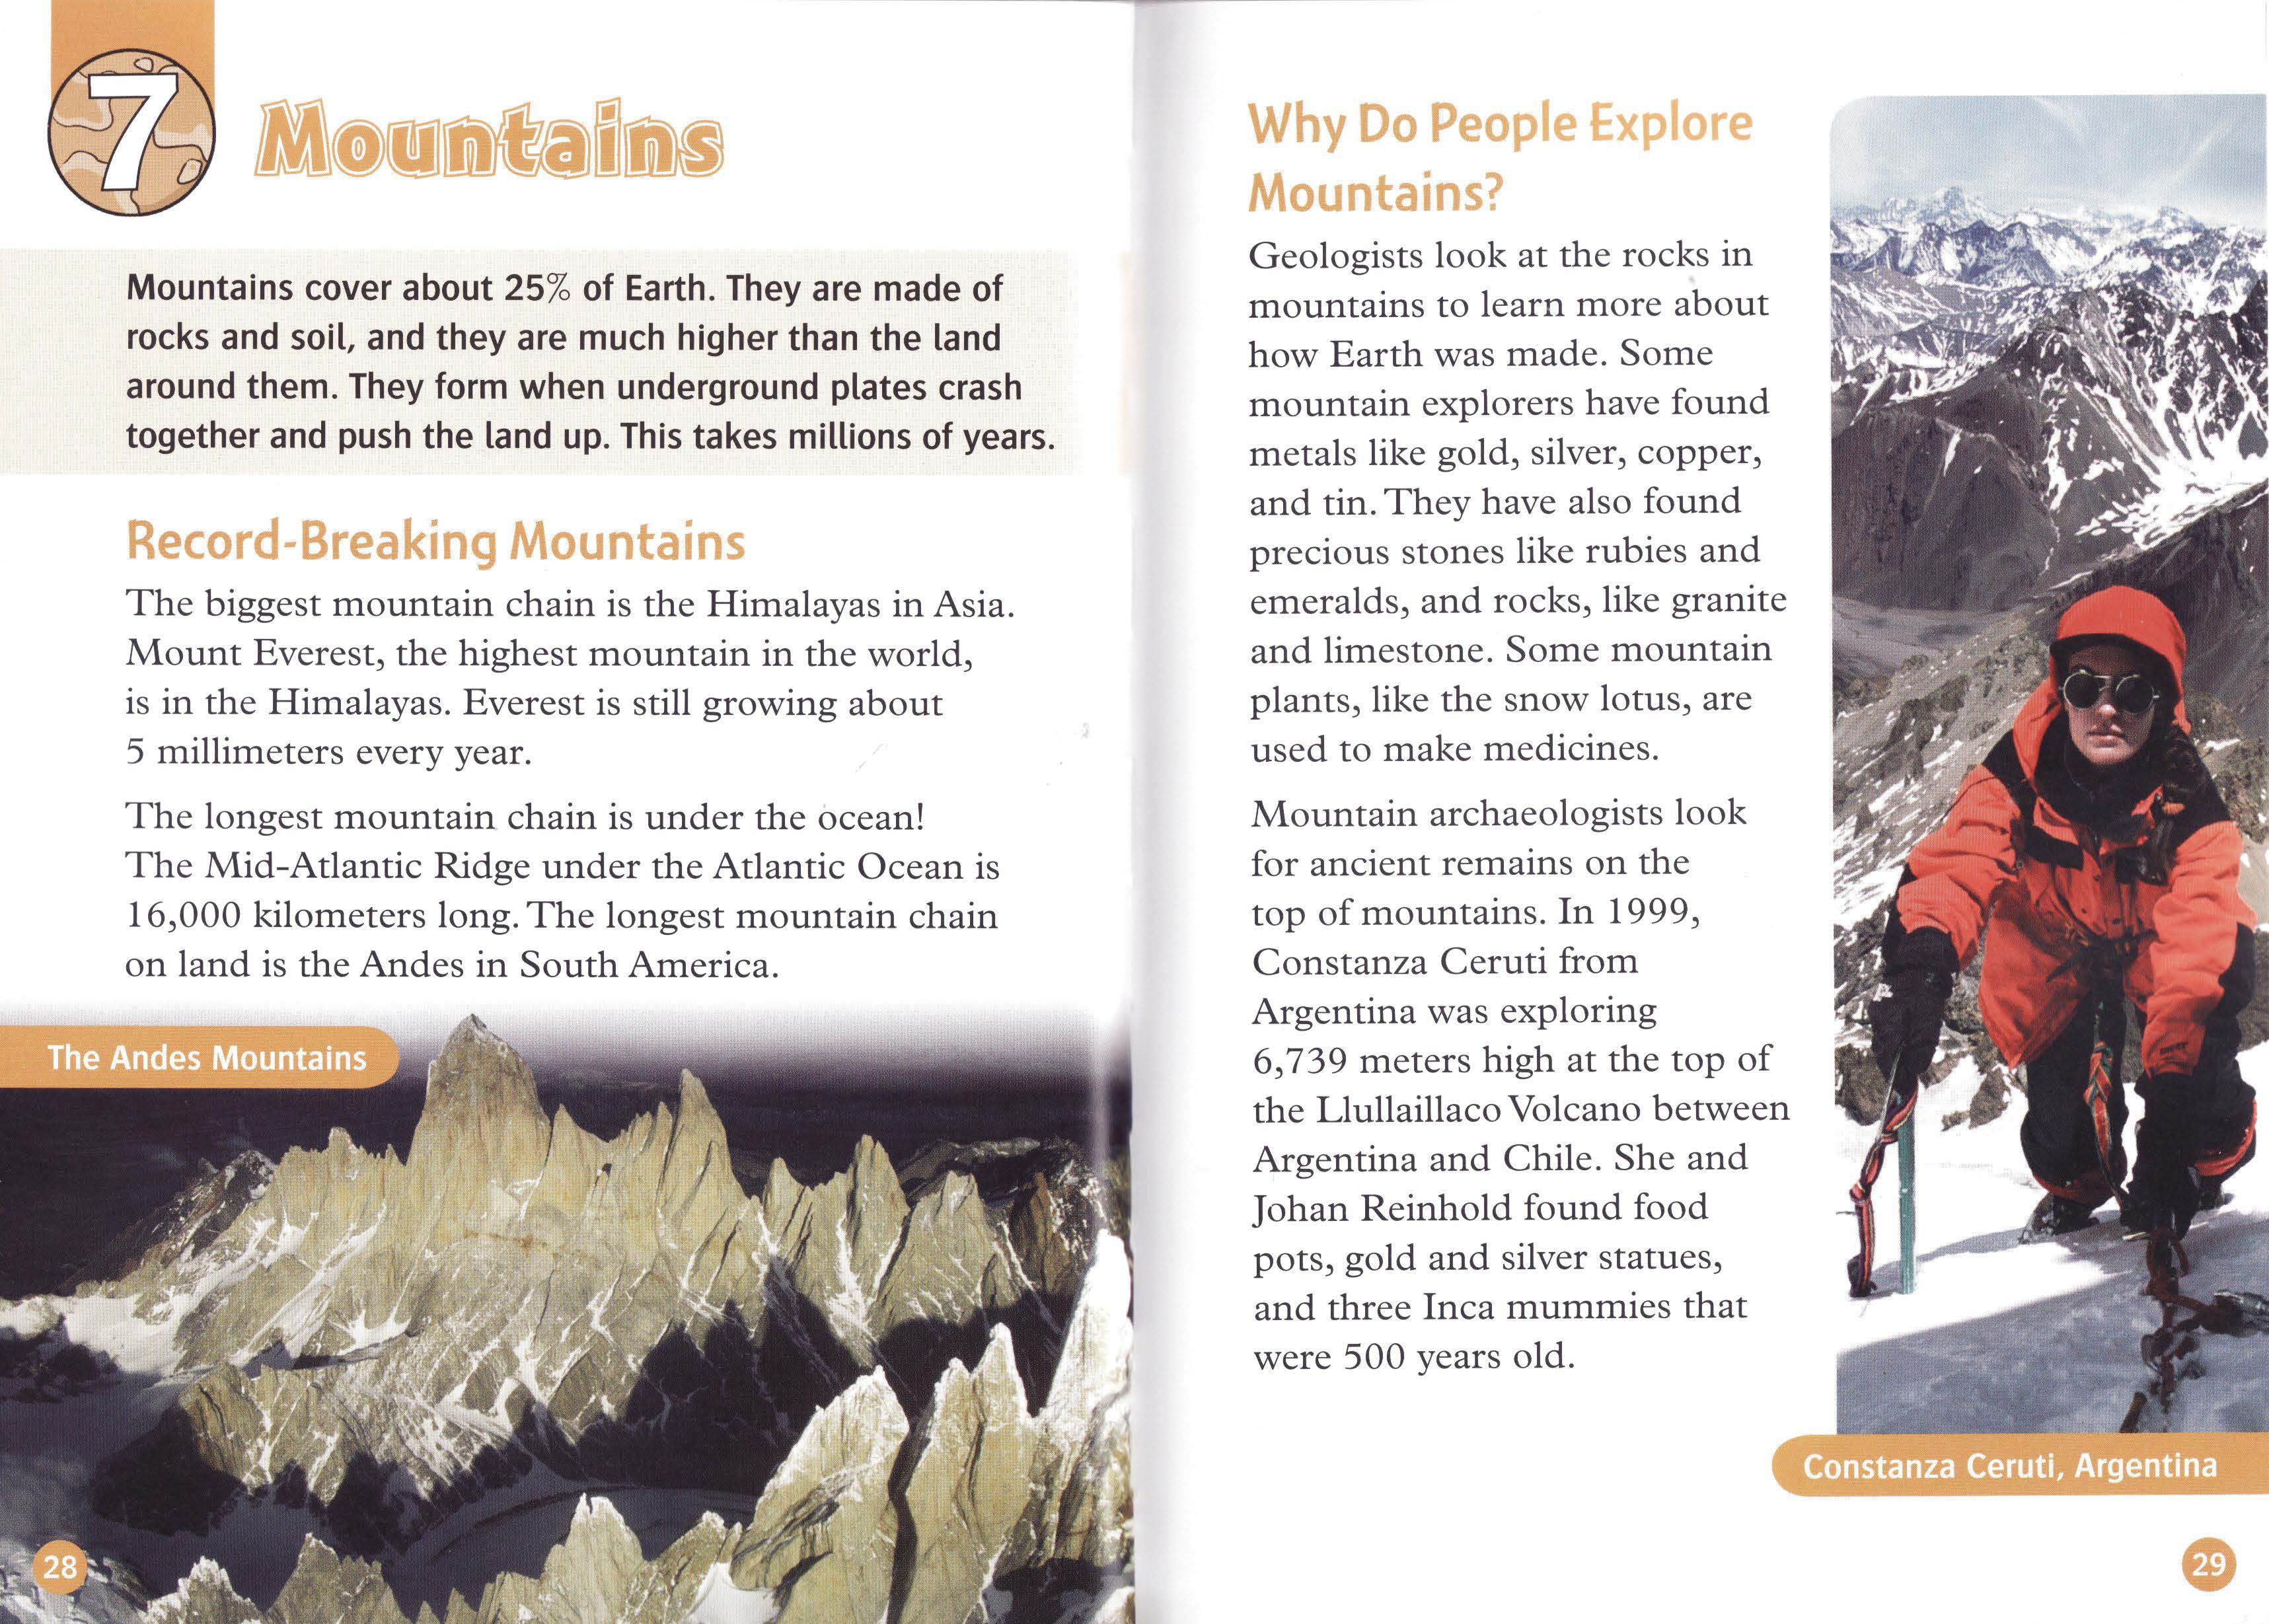 7
Mountains
Mountains cover about 25% of Earth. They are made of
rocks and soil, and they are much higher than the land
around them. They form when underground plates crash
together and push the land up. This takes millions of years.
Record-Breaking Mountains
The biggest mountain chain is the Himalayas in Asia.
Mount Everest, the highest mountain in the world,
is in the Himalayas. Everest is still growing about
5 millimeters every year.
The longest mountain chain is under the ocean!
The Mid-Atlantic Ridge under the Atlantic Ocean is
16,000 kilometers long. The longest mountain chain
on land is the Andes in South America.
The Andes Mountains
28
Why Do People Explore
Mountains?
Geologists look at the rocks in
mountains to learn more about
how Earth was made. Some
mountain explorers have found
metals like gold, silver, copper,
and tin. They have also found
precious stones like rubies and
emeralds, and rocks, like granite
and limestone. Some mountain
plants, like the snow lotus, are
used to make medicines.
Mountain archaeologists look
for ancient remains on the
top of mountains. In 1999,
Constanza Ceruti from
Argentina was exploring
6,739 meters high at the top of
the Llullaillaco Volcano between
Argentina and Chile. She and
Johan Reinhold found food
pots, gold and silver statues,
and three Inca mummies that
were 500 years old.
Constanza Ceruti, Argentina
29